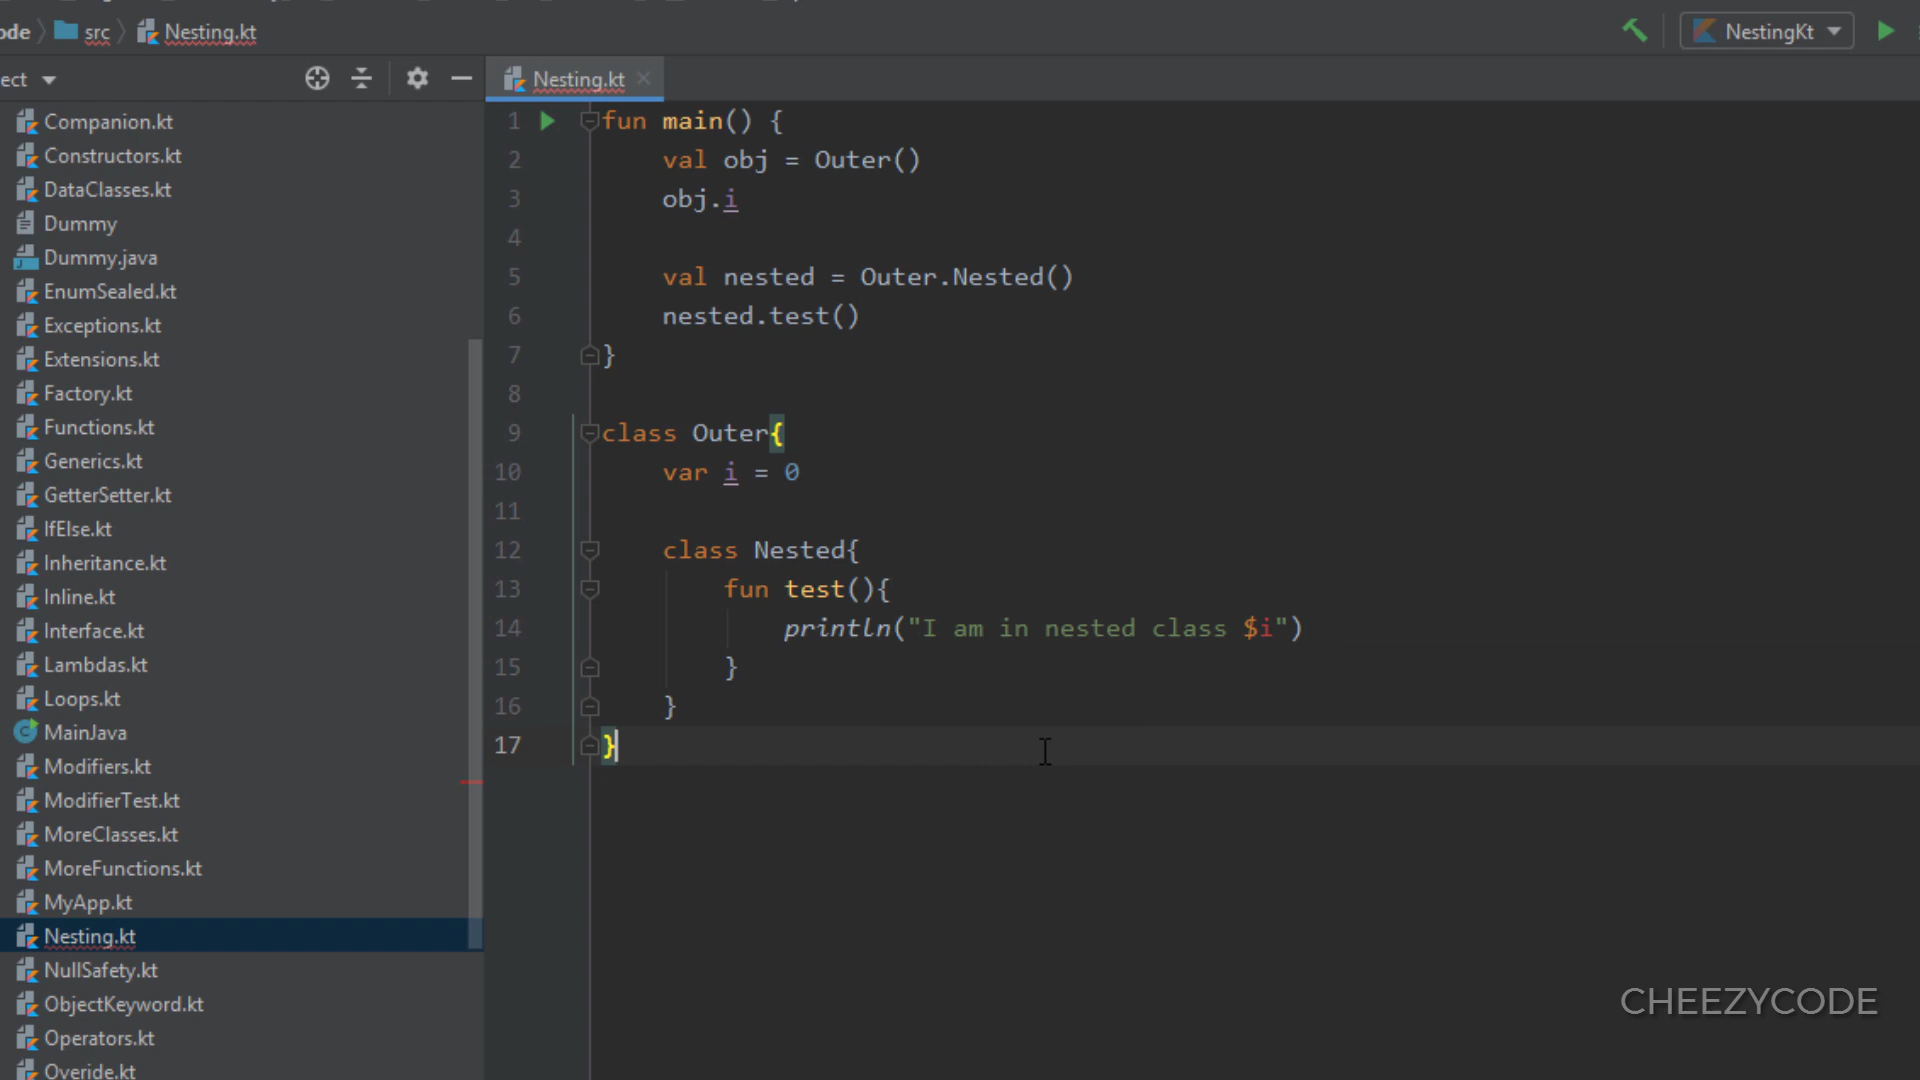 ode src Nesting.kt NestingKt
ect Nesting.kt
Companion.kt
Constructors.kt
DataClasses.kt
Dummy
Dummy.java
EnumSealed.kt
Exceptions.kt
Extensions.kt
Factory.kt
Functions.kt
Generics.kt
GetterSetter.kt
IfElse.kt
Inheritance.kt
Inline.kt
Interface.kt
Lambdas.kt
Loops.kt
MainJava
Modifiers.kt
ModifierTest.kt
MoreClasses.kt
MoreFunctions.kt
MyApp.kt
Nesting.kt
NullSafety.kt
ObjectKeyword.kt
Operators.kt
Overide.kt
1 fun main() {
2 val obj = Outer()
3 obj.i
4
5 val nested = Outer.Nested()
6 nested.test()
7 }
8
9 class Outer{
10 var i = 0
11
12 class Nested{
13 fun test(){
14 println("I am in nested class $i")
15 }
16 }
17 }
CHEEZYCODE